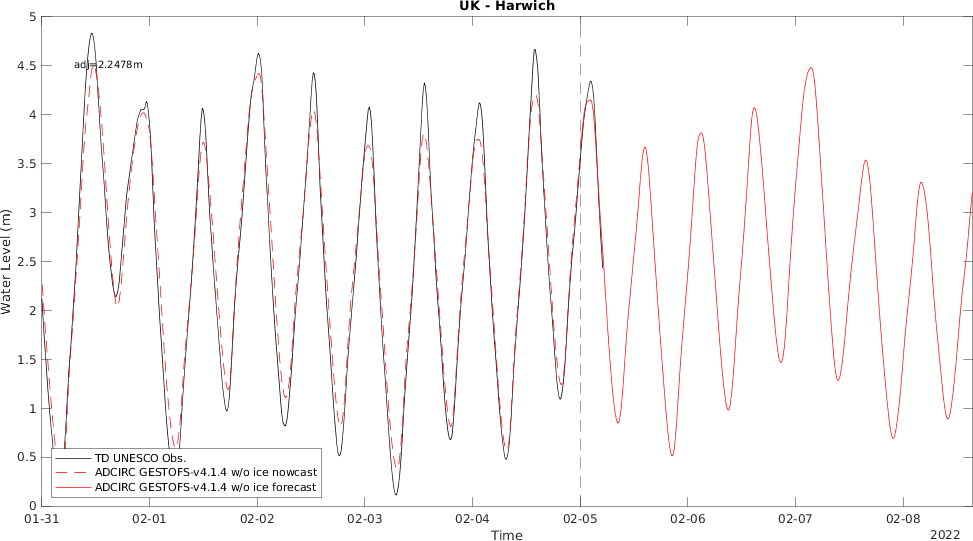 UK - Harwich
5
4.5
4
3.5
3
2.5
2
1.5
1
0.5
0
Water Level (m)
adj=2.2478m
TD UNESCO Obs.
ADCIRC GESTOFS-v4.1.4 w/o ice nowcast
ADCIRC GESTOFS-v4.1.4 w/o ice forecast
01-31 02-01 02-02 02-03 02-04 02-05 02-06 02-07 02-08
Time
2022